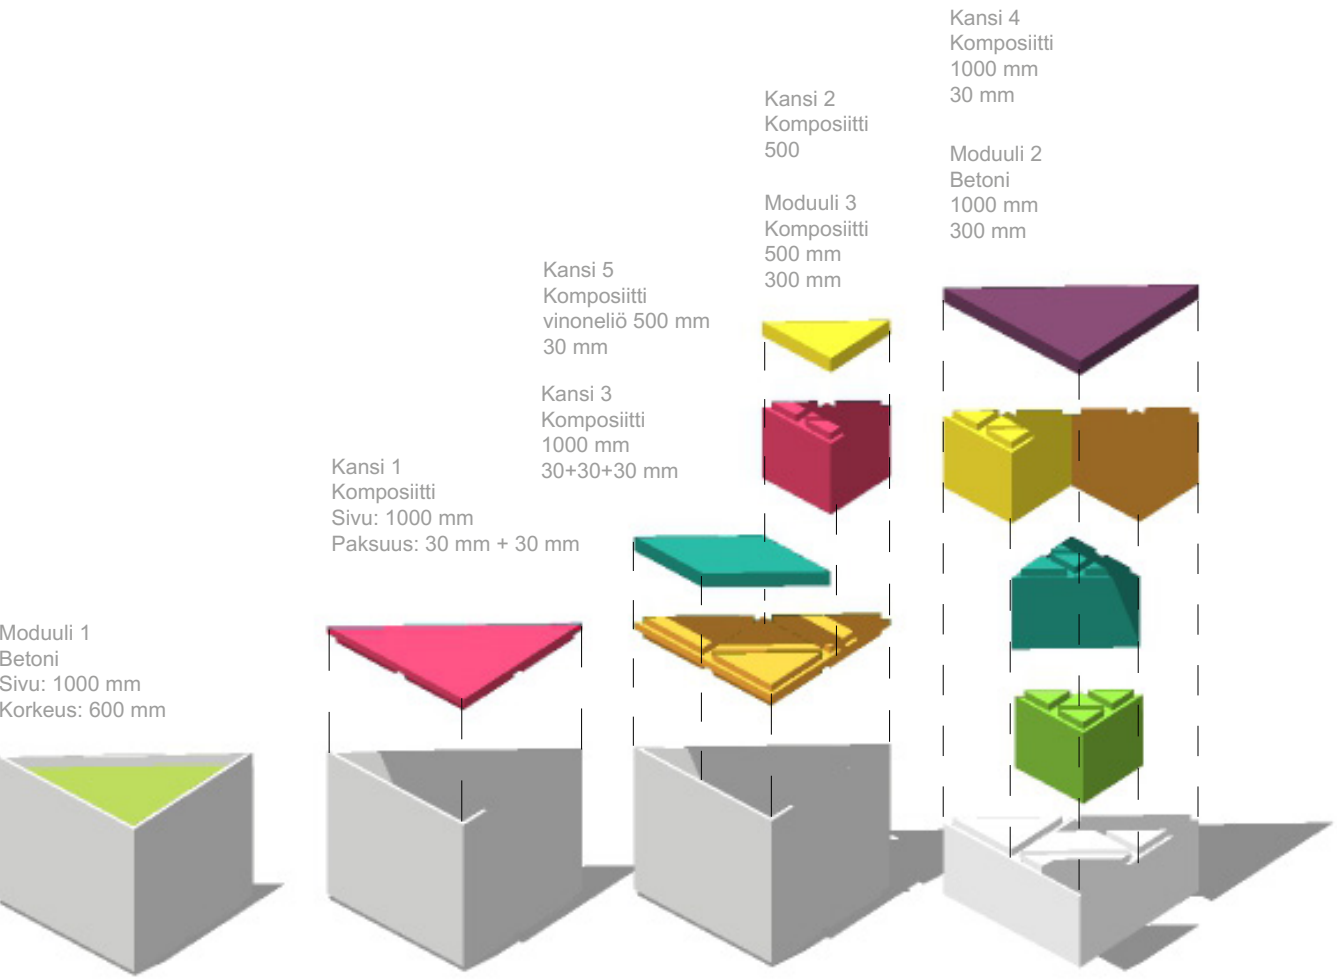 Moduuli 1
Betoni
Sivu: 1000 mm
Korkeus: 600 mm
Kansi 1
Komposiitti
Sivu: 1000 mm
Paksuus: 30 mm + 30 mm
Kansi 5
Komposiitti
vinoneliö 500 mm
30 mm
Kansi 3
Komposiitti
1000 mm
30+30+30 mm
Kansi 2
Komposiitti
500
Moduuli 3
Komposiitti
500 mm
300 mm
Kansi 4
Komposiitti
1000 mm
30 mm
Moduuli 2
Betoni
1000 mm
300 mm